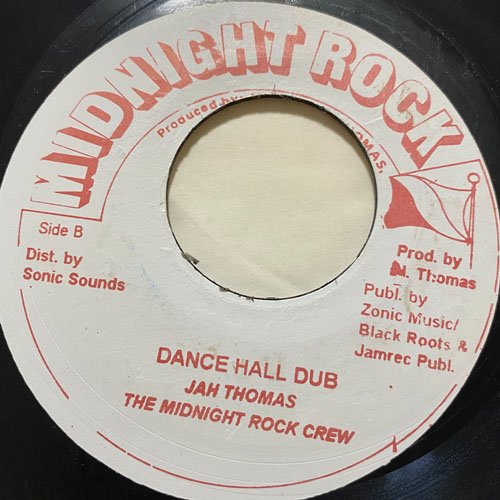 MIDNIGHT ROCK
Produced by
THOMAS,
Side B
Dist. by
Sonic Sounds
Prod. by
N. Thomas
Publ. by
Zonic Music/
Black Roots &
Jamrec Publ.
DANCE HALL DUB
JAH THOMAS
THE MIDNIGHT ROCK CREW